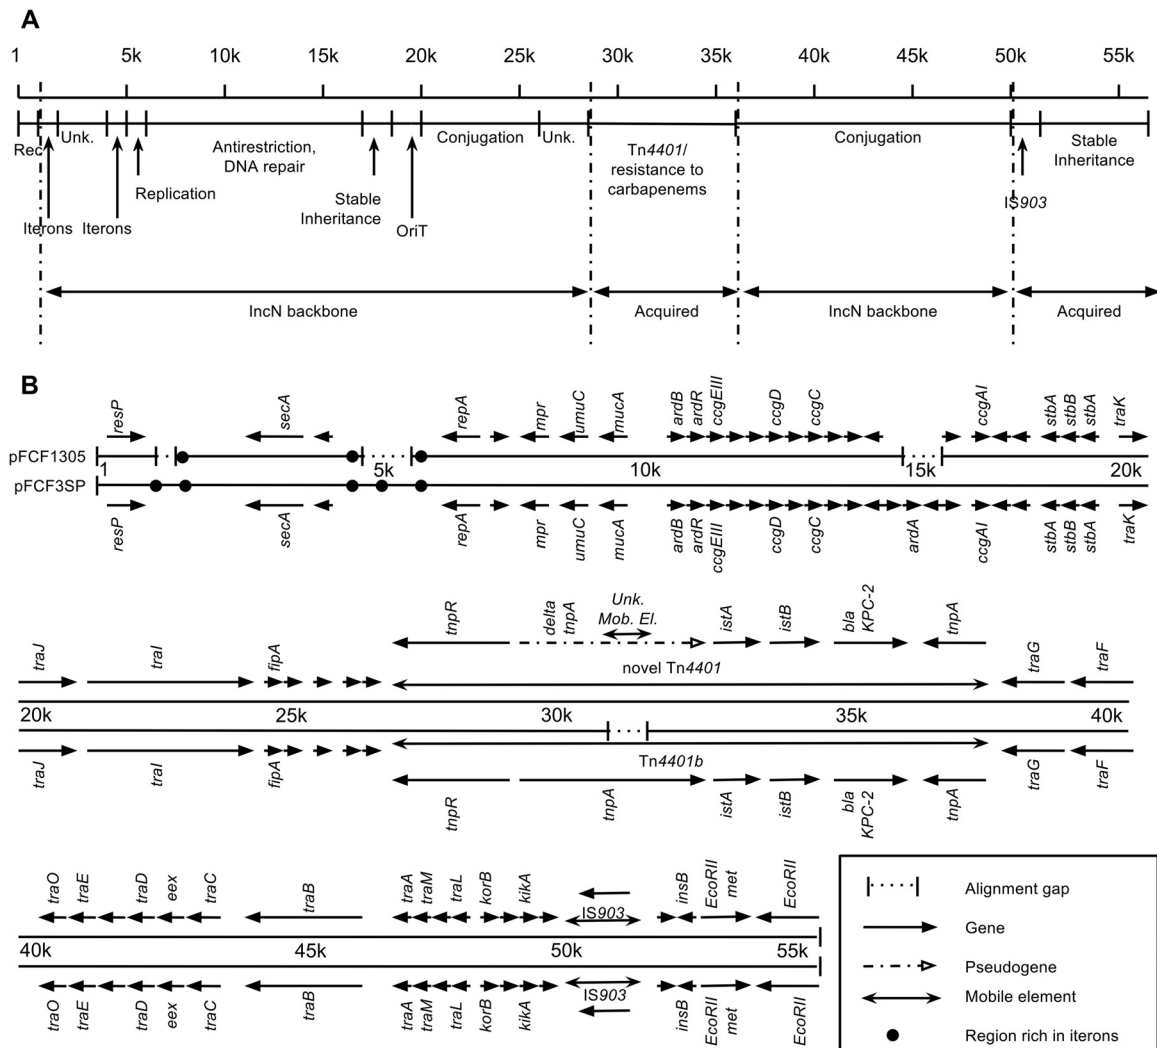 A
1 5k 10k 15k 20k 25k 30k 35k 40k 45k 50k 55k
Rec Unk. Antirestriction, DNA repair Conjugation Unk. Tn4401/ resistance to carbapenems Conjugation Stable Inheritance
Replication Stable Inheritance IS903
Iterons Iterons OriT
IncN backbone Acquired IncN backbone Acquired
B
resP secA repA mpr umuC mucA ardB ardR ccgEIII ccgD ccgC ccgAI stbA stbB stbA traK
pFCF1305
1 5k 10k 15k 20k
pFCF3SP
resP secA repA mpr umuC mucA ardB ardR ccgEIII ccgD ccgC ardA ccgAI stbA stbB stbA traK
traJ traI fipA tnpR delta tnpA Unk. Mob. El. istA istB bla KPC-2 tnpA traG traF
novel Tn4401
20k 25k 30k 35k 40k
Tn4401b
traJ traI fipA tnpR tnpA istA istB bla KPC-2 tnpA traG traF
traO traE traD eex traC traB traA traM traL korB kikA IS903 insB EcoRII met EcoRII
40k 45k 50k 55k
traO traE traD eex traC traB traA traM traL korB kikA IS903 insB EcoRII met EcoRII
Alignment gap
Gene
Pseudogene
Mobile element
Region rich in iterons